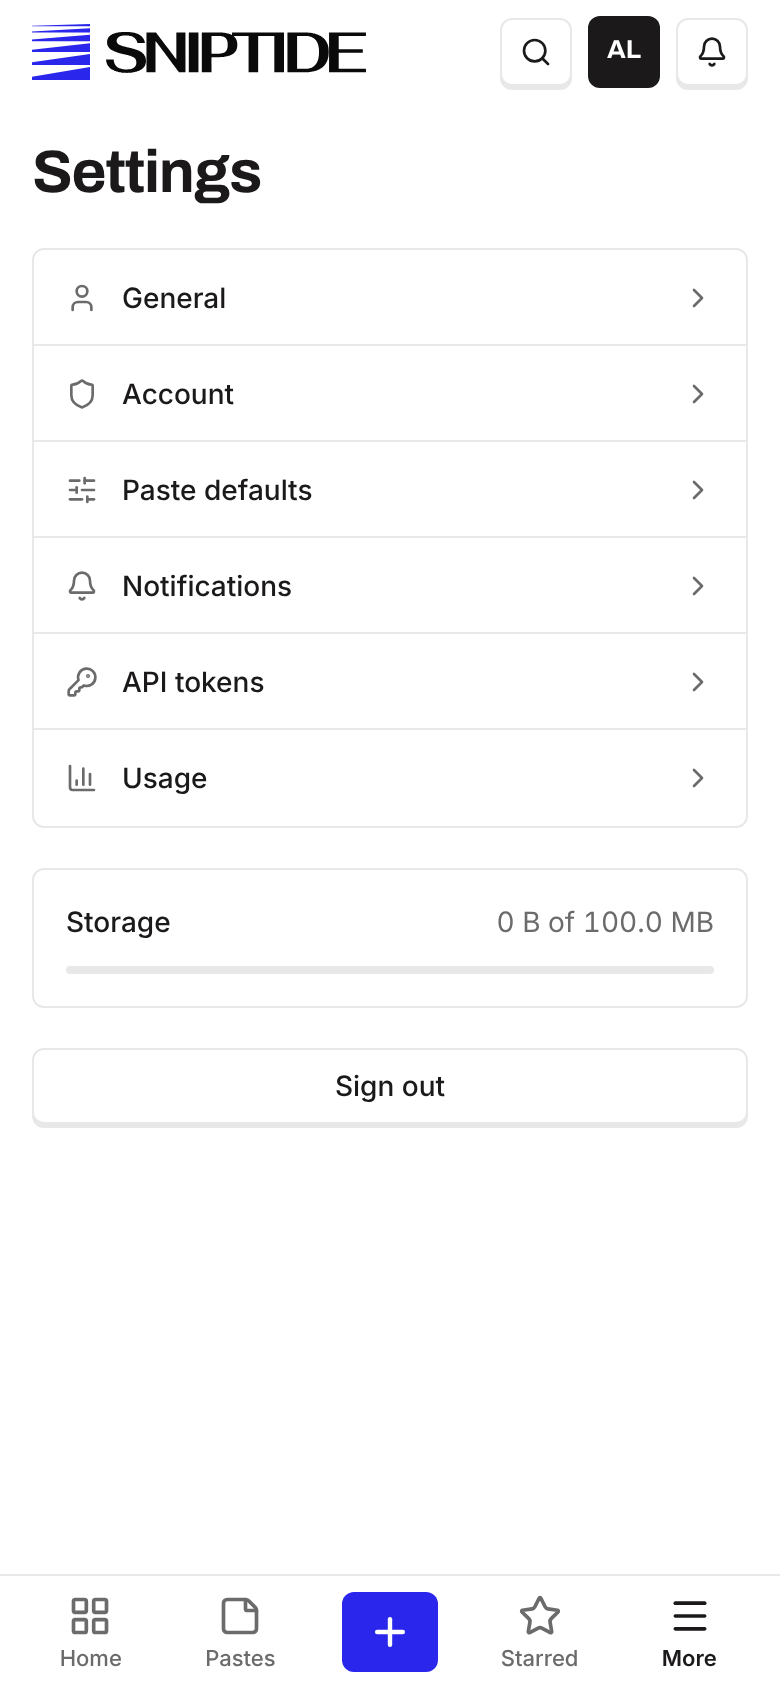 SNIPTIDE
AL
Settings
General
Account
Paste defaults
Notifications
API tokens
Usage
Storage 0 B of 100.0 MB
Sign out
Home Pastes Starred More